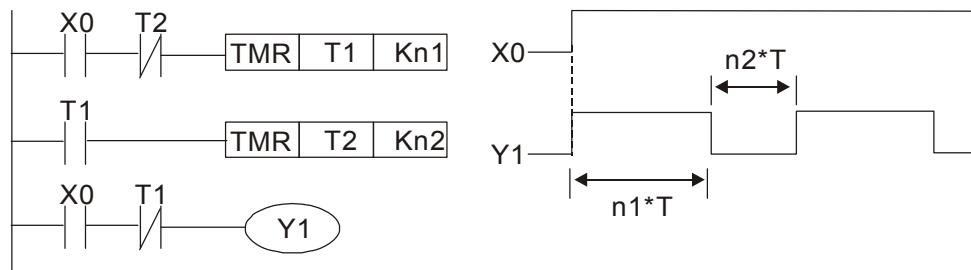 X0 T2
TMR T1 Kn1
T1
TMR T2 Kn2
X0 T1
Y1
X0
n2*T
Y1
n1*T